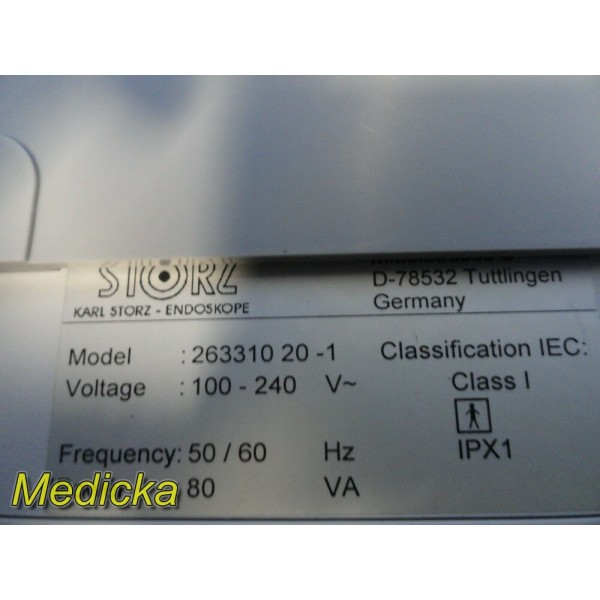 STORZ
KARL STORZ - ENDOSKOPE
D-78532 Tuttlingen
Germany
Model : 263310 20 -1
Voltage : 100 - 240 V~
Frequency: 50 / 60 Hz
80 VA
Classification IEC:
Class I
IPX1
Medicka